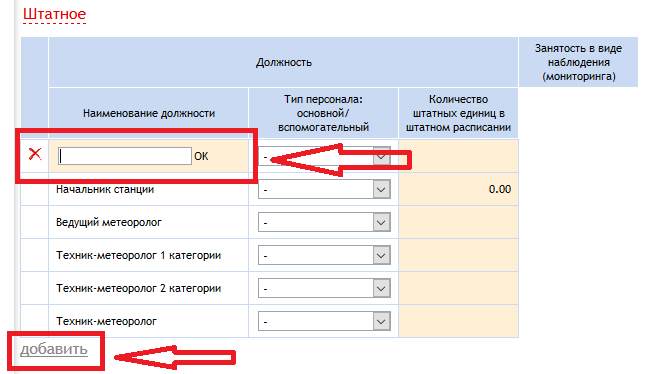 Штатное
Должность
Занятость в виде
наблюдения
(мониторинга)
Наименование должности
Тип персонала:
основной/
вспомогательный
Количество
штатных единиц в
штатном расписании
OK
-
Начальник станции
-
0.00
Ведущий метеоролог
-
Техник-метеоролог 1 категории
-
Техник-метеоролог 2 категории
-
Техник-метеоролог
-
добавить